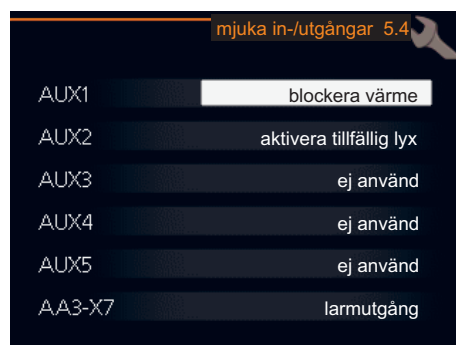 mjuka in-/utgångar 5.4
AUX1 blockera värme
AUX2 aktivera tillfällig lyx
AUX3 ej använd
AUX4 ej använd
AUX5 ej använd
AA3-X7 larmutgång